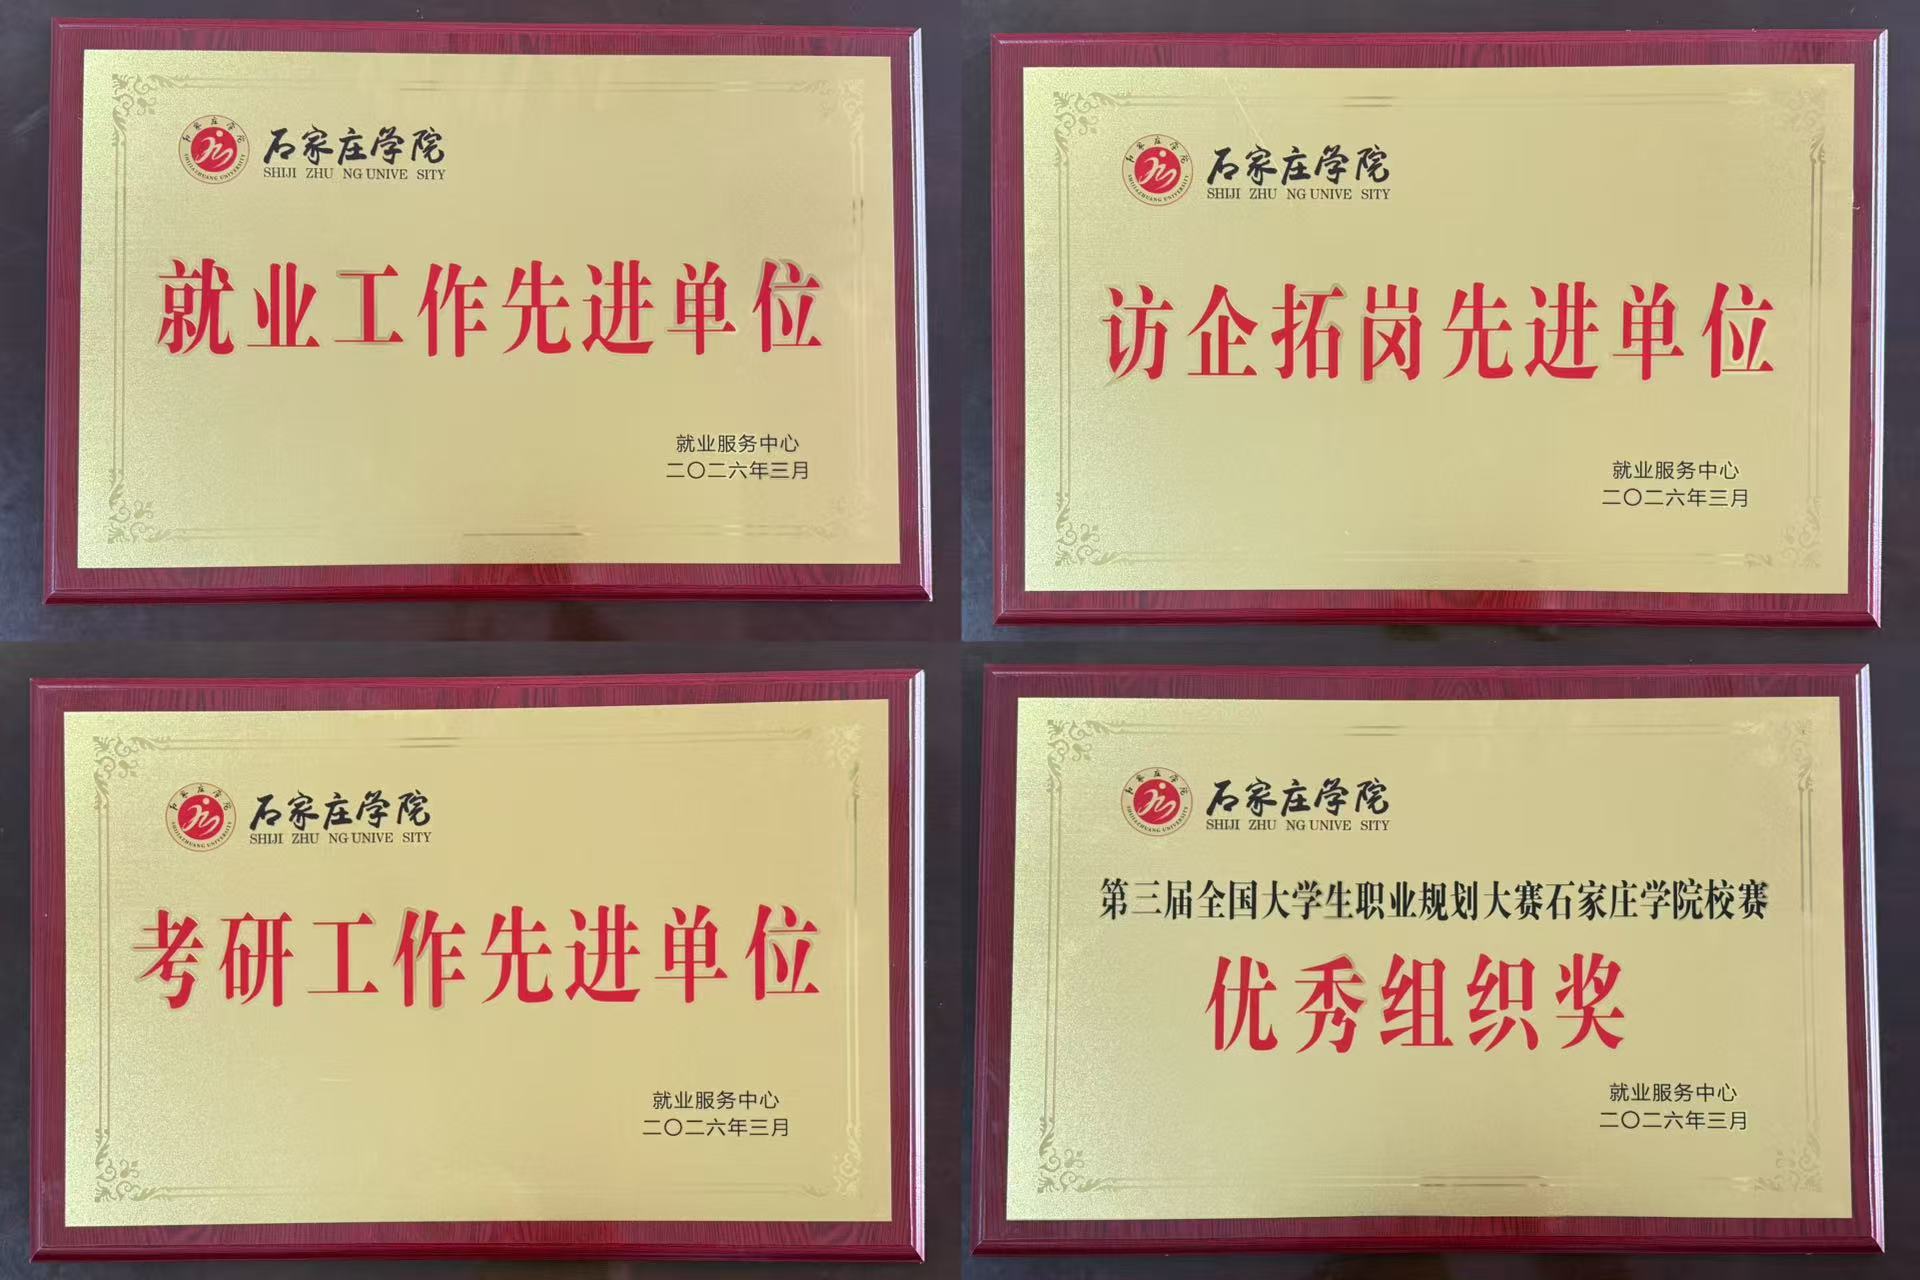 石家庄学院
SHIJI ZHU NG UNIVE SITY
就业工作先进单位
就业服务中心
二〇二六年三月
石家庄学院
SHIJI ZHU NG UNIVE SITY
访企拓岗先进单位
就业服务中心
二〇二六年三月
石家庄学院
SHIJI ZHU NG UNIVE SITY
考研工作先进单位
就业服务中心
二〇二六年三月
石家庄学院
SHIJI ZHU NG UNIVE SITY
第三届全国大学生职业规划大赛石家庄学院校赛
优秀组织奖
就业服务中心
二〇二六年三月